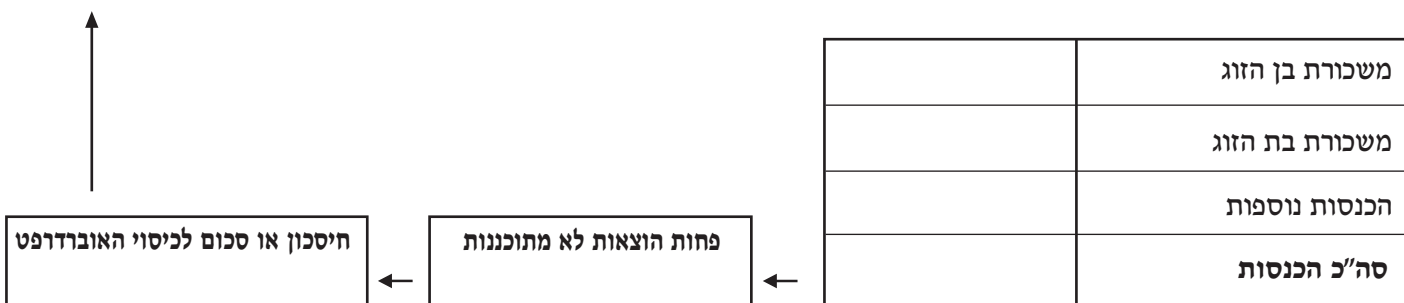 משכורת בן הזוג
משכורת בת הזוג
הכנסות נוספות
סה"כ הכנסות
פחות הוצאות לא מתוכננות
חיסכון או סכום לכיסוי האוברדרפט